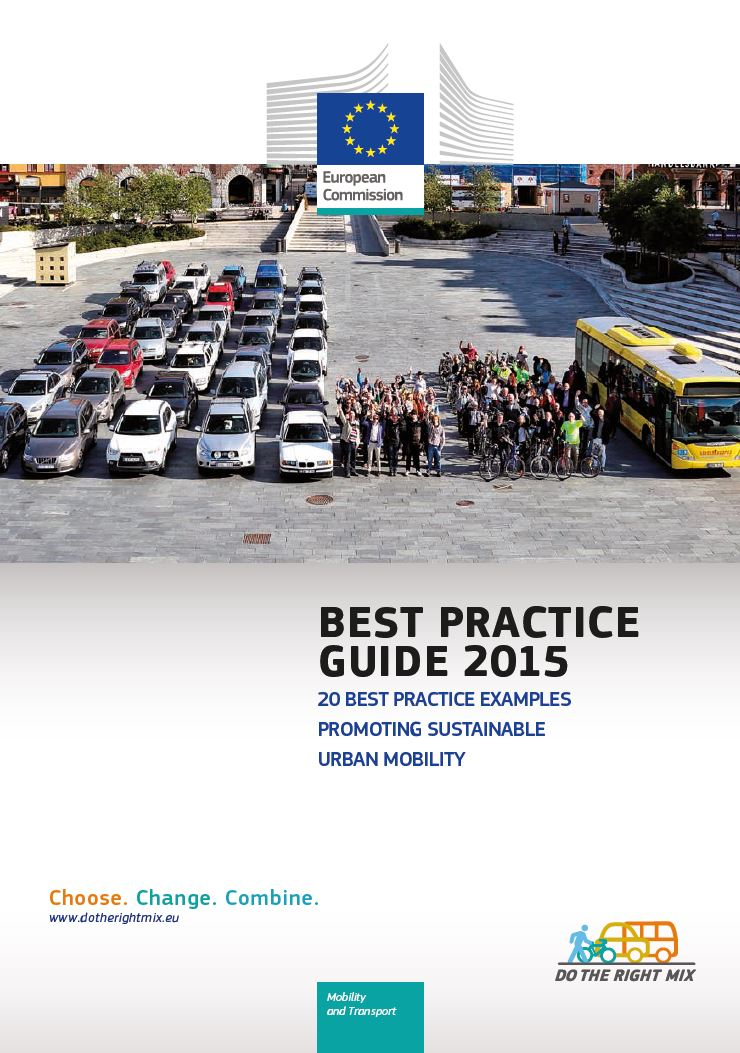 European
Commission
BEST PRACTICE
GUIDE 2015
20 BEST PRACTICE EXAMPLES
PROMOTING SUSTAINABLE
URBAN MOBILITY
Choose. Change. Combine.
www.dotherightmix.eu
DO THE RIGHT MIX
Mobility
and Transport